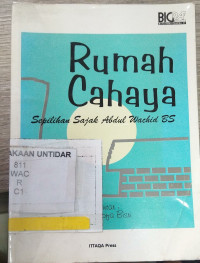 BIG
Rumah
Cahaya
Sepilihan Sajak Abdul Wachid BS
AKAAN UNTIDAR
811
WAC
R
C1
ITTAQA Press